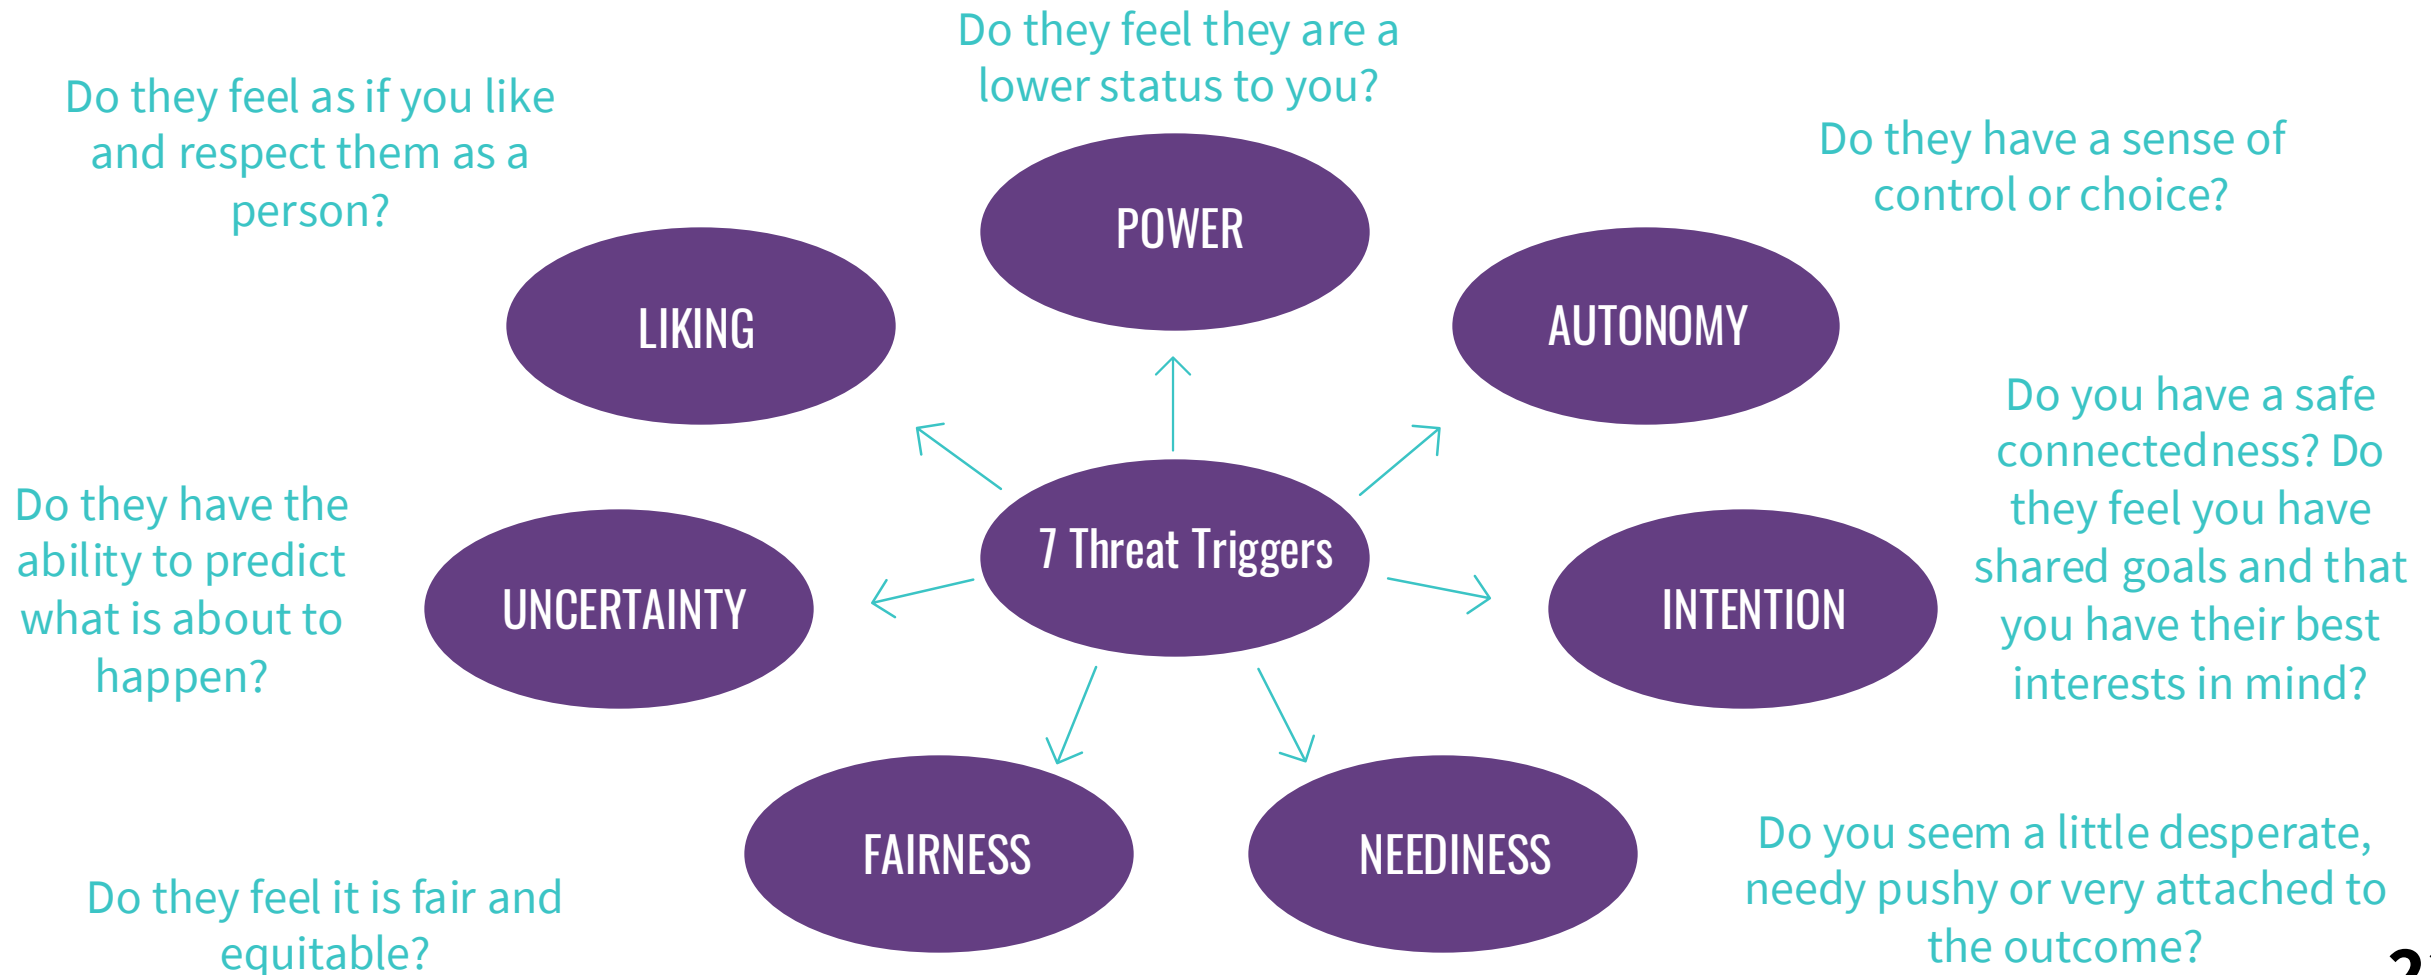 Do they feel they are a
lower status to you?
POWER
Do they feel as if you like
and respect them as a
person?
LIKING
Do they have a sense of
control or choice?
AUTONOMY
Do you have a safe
connectedness? Do
they feel you have
shared goals and that
you have their best
interests in mind?
INTENTION
7 Threat Triggers
Do they have the
ability to predict
what is about to
happen?
UNCERTAINTY
FAIRNESS
Do they feel it is fair and
equitable?
NEEDINESS
Do you seem a little desperate,
needy pushy or very attached to
the outcome?